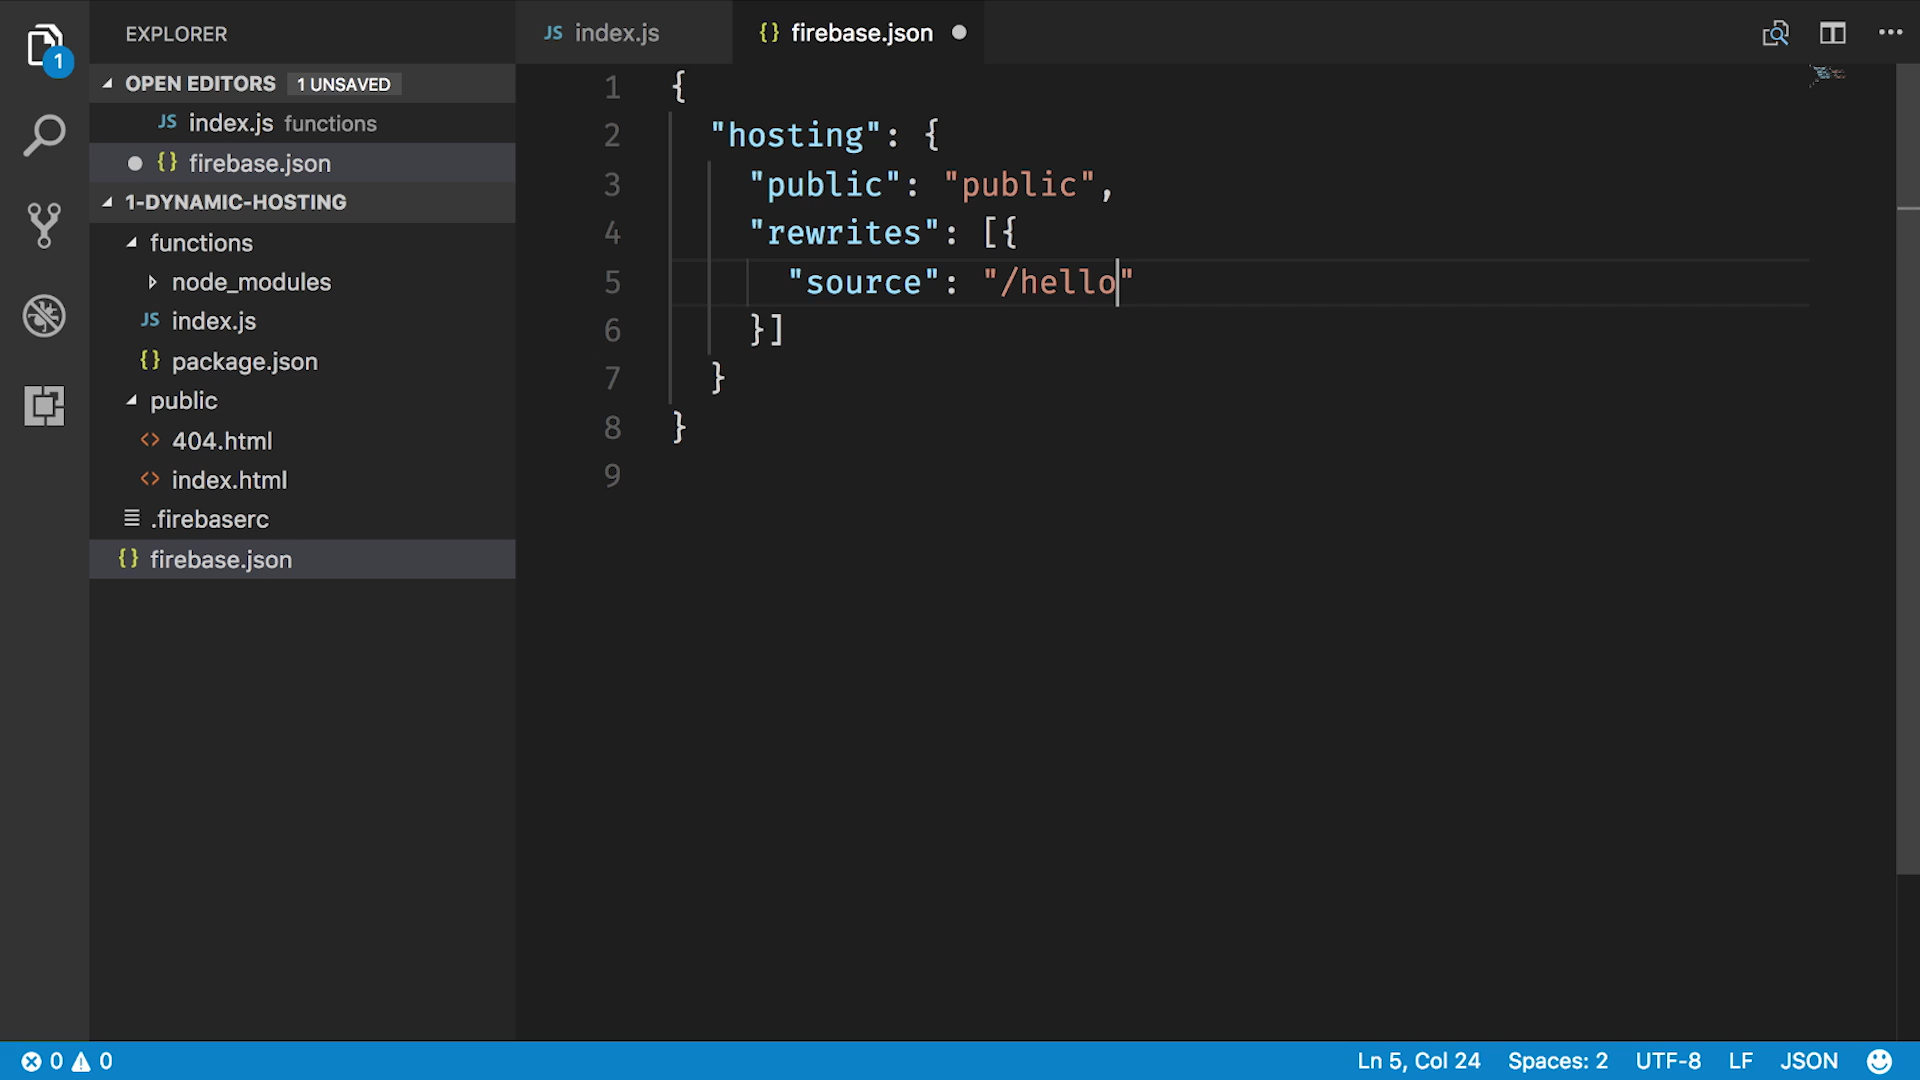 1
EXPLORER
OPEN EDITORS 1 UNSAVED
JS index.js functions
{} firebase.json
1-DYNAMIC-HOSTING
functions
node_modules
JS index.js
{} package.json
public
<> 404.html
<> index.html
.firebaserc
{} firebase.json
JS index.js
{} firebase.json
1 {
2 "hosting": {
3 "public": "public",
4 "rewrites": [{
5 "source": "/hello"
6 }]
7 }
8 }
9
0 0
Ln 5, Col 24 Spaces: 2 UTF-8 LF JSON